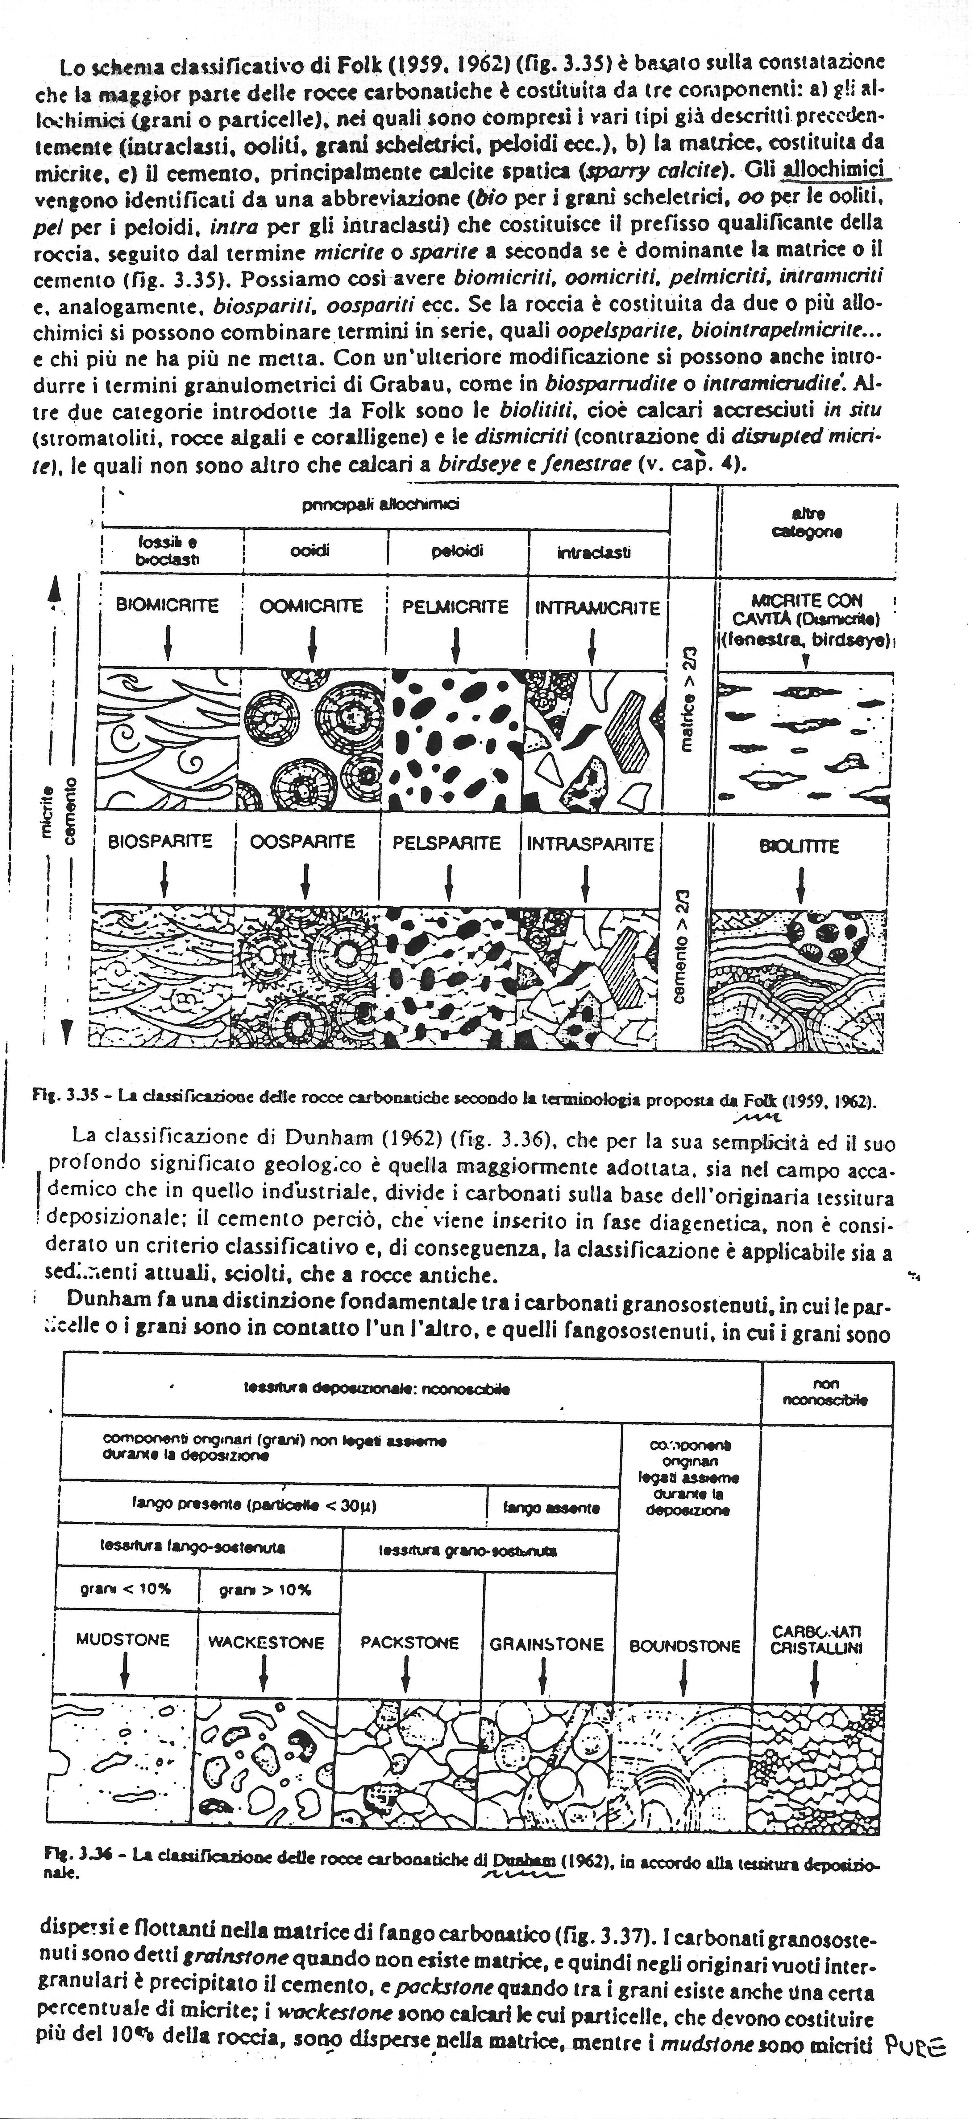 Lo schema classificativo di Folk (1959, 1962) (fig. 3.35) è basato sulla constatazione
che la maggior parte delle rocce carbonatiche è costituita da tre componenti: a) gli al-
lochimici (grani o particelle), nei quali sono compresi i vari tipi già descritti preceden-
temente (intraclasti, ooliti, grani scheletrici, peloidi ecc.), b) la matrice, costituita da
micrite, c) il cemento, principalmente calcite spatica (sparry calcite). Gli allochimici
vengono identificati da una abbreviazione (bio per i grani scheletrici, oo per le ooliti,
pel per i peloidi, intra per gli intraclasti) che costituisce il prefisso qualificante della
roccia, seguito dal termine micrite o sparite a seconda se è dominante la matrice o il
cemento (fig. 3.35). Possiamo così avere biomicriti, oomicriti, pelmicriti, intramicriti
e, analogamente, biospariti, oospariti ecc. Se la roccia è costituita da due o più allo-
chimici si possono combinare termini in serie, quali oopelsparite, biointrapelmicrite...
e chi più ne ha più ne metta. Con un'ulteriore modificazione si possono anche intro-
durre i termini granulometrici di Grabau, come in biosparrudite o intramicrudite. Al-
tre due categorie introdotte da Folk sono le biolititi, cioè calcari accresciuti in situ
(stromatoliti, rocce algali e coralligene) e le dismicriti (contrazione di disrupted micri-
te), le quali non sono altro che calcari a birdseye e fenestrae (v. cap. 4).
principali allochimici
altre
categorie
fossili e
bioclasti
ooidi
peloidi
intraclasti
BIOMICRITE
OOMICRITE
PELMICRITE
INTRAMICRITE
MICRITE CON
CAVITÀ (Dismicrite)
(fenestra, birdseye)
matrice > 2/3
micrite
cemento
BIOSPARITE
OOSPARITE
PELSPARITE
INTRASPARITE
BIOLITITE
cemento > 2/3
Fig. 3.35 - La classificazione delle rocce carbonatiche secondo la terminologia proposta da Folk (1959, 1962).
La classificazione di Dunham (1962) (fig. 3.36), che per la sua semplicità ed il suo
profondo significato geologico è quella maggiormente adottata, sia nel campo acca-
demico che in quello industriale, divide i carbonati sulla base dell'originaria tessitura
deposizionale; il cemento perciò, che viene inserito in fase diagenetica, non è consi-
derato un criterio classificativo e, di conseguenza, la classificazione è applicabile sia a
sedimenti attuali, sciolti, che a rocce antiche.
Dunham fa una distinzione fondamentale tra i carbonati granosostenuti, in cui le par-
ticelle o i grani sono in contatto l'un l'altro, e quelli fangosostenuti, in cui i grani sono
tessitura deposizionale: riconoscibile
non
riconoscibile
componenti originari (grani) non legati assieme
durante la deposizione
componenti
originari
legati assieme
durante la
deposizione
fango presente (particelle < 30µ)
fango assente
tessitura fango-sostenuta
tessitura grano-sostenuta
grani < 10%
grani > 10%
MUDSTONE
WACKESTONE
PACKSTONE
GRAINSTONE
BOUNDSTONE
CARBONATI
CRISTALLINI
Fig. 3.36 - La classificazione delle rocce carbonatiche di Dunham (1962), in accordo alla tessitura deposizio-
nale.
dispersi e flottanti nella matrice di fango carbonatico (fig. 3.37). I carbonati granososte-
nuti sono detti grainstone quando non esiste matrice, e quindi negli originari vuoti inter-
granulari è precipitato il cemento, e packstone quando tra i grani esiste anche una certa
percentuale di micrite; i wackestone sono calcari le cui particelle, che devono costituire
più del 10% della roccia, sono disperse nella matrice, mentre i mudstone sono micriti PURE